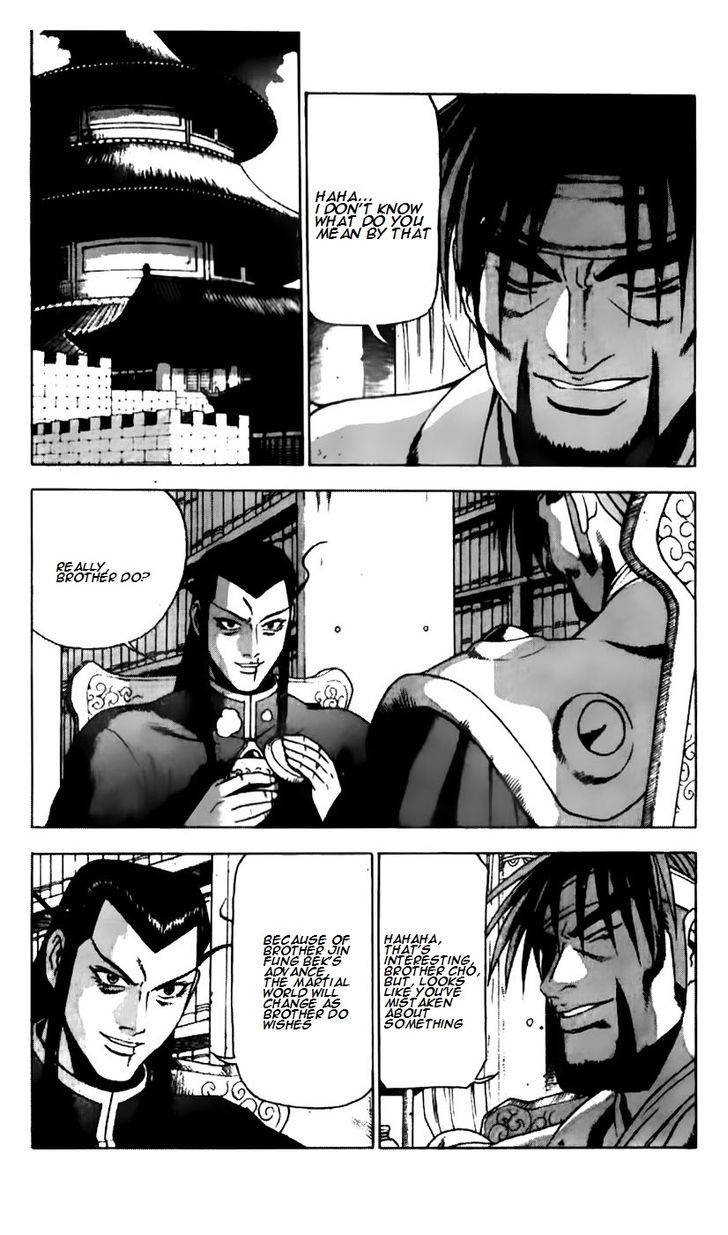 HAHA...
I DON'T KNOW
WHAT DO YOU
MEAN BY THAT
REALLY,
BROTHER DO?
BECAUSE OF
BROTHER JIN
FUNG BEK'S
ADVANCE,
THE MARTIAL
WORLD WILL
CHANGE AS
BROTHER DO
WISHES
HAHAHA,
THAT'S
INTERESTING,
BROTHER CHO,
BUT, LOOKS
LIKE YOU'VE
MISTAKEN
ABOUT
SOMETHING